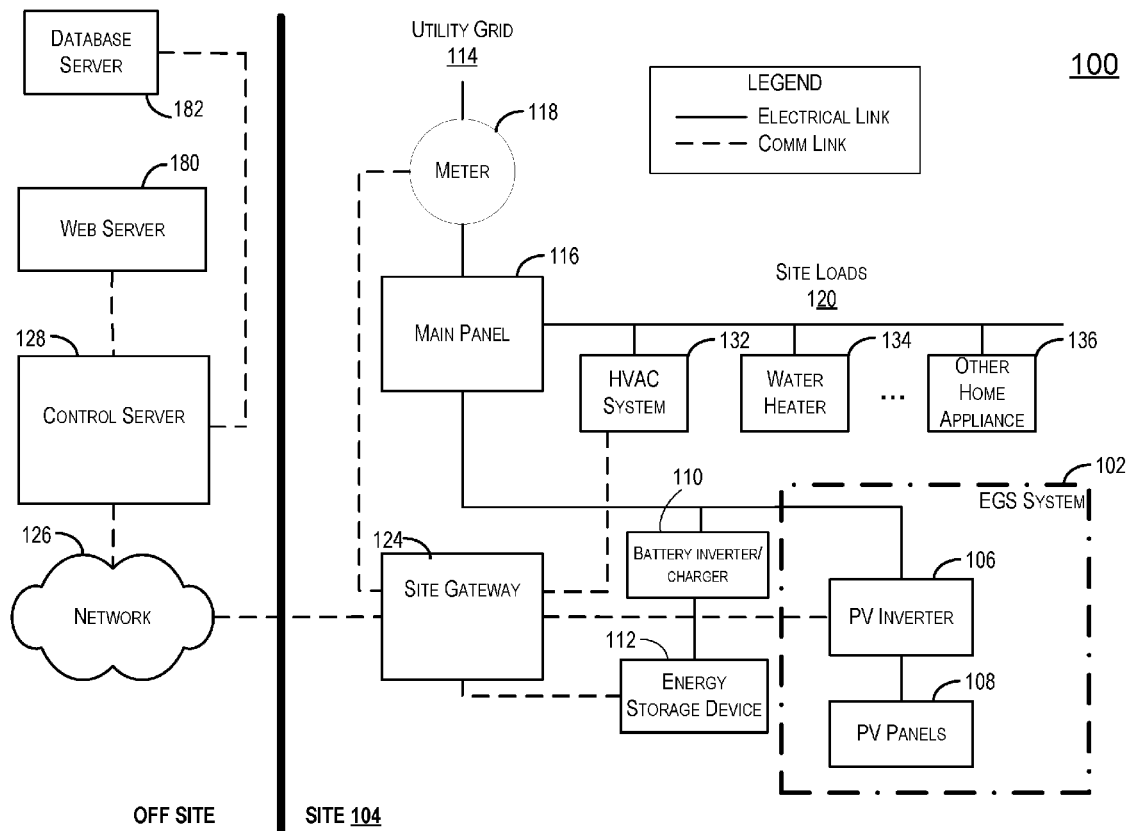 DATABASE
SERVER
182
180
WEB SERVER
128
CONTROL SERVER
126
NETWORK
OFF SITE
UTILITY GRID
114
118
METER
116
MAIN PANEL
100
LEGEND
ELECTRICAL LINK
COMM LINK
SITE LOADS
120
132
HVAC
SYSTEM
134
WATER
HEATER
...
136
OTHER
HOME
APPLIANCE
102
EGS SYSTEM
110
BATTERY INVERTER/
CHARGER
124
SITE GATEWAY
106
PV INVERTER
112
ENERGY
STORAGE DEVICE
108
PV PANELS
SITE 104